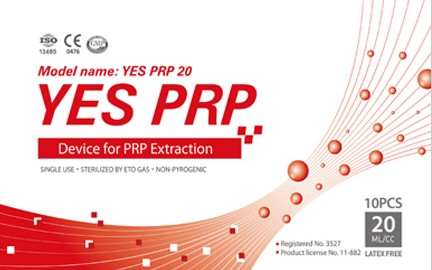 ISO
13485
CE
0476
GMP
Model name: YES PRP 20
YES PRP
Device for PRP Extraction
SINGLE USE • STERILIZED BY ETO GAS • NON-PYROGENIC
10PCS
20
ML/CC
LATEX FREE
▪ Registered No. 3527
▪ Product license No. 11-882